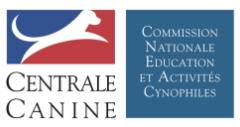 CENTRALE
CANINE
COMMISSION
NATIONALE
EDUCATION
ET ACTIVITÉS
CYNOPHILES